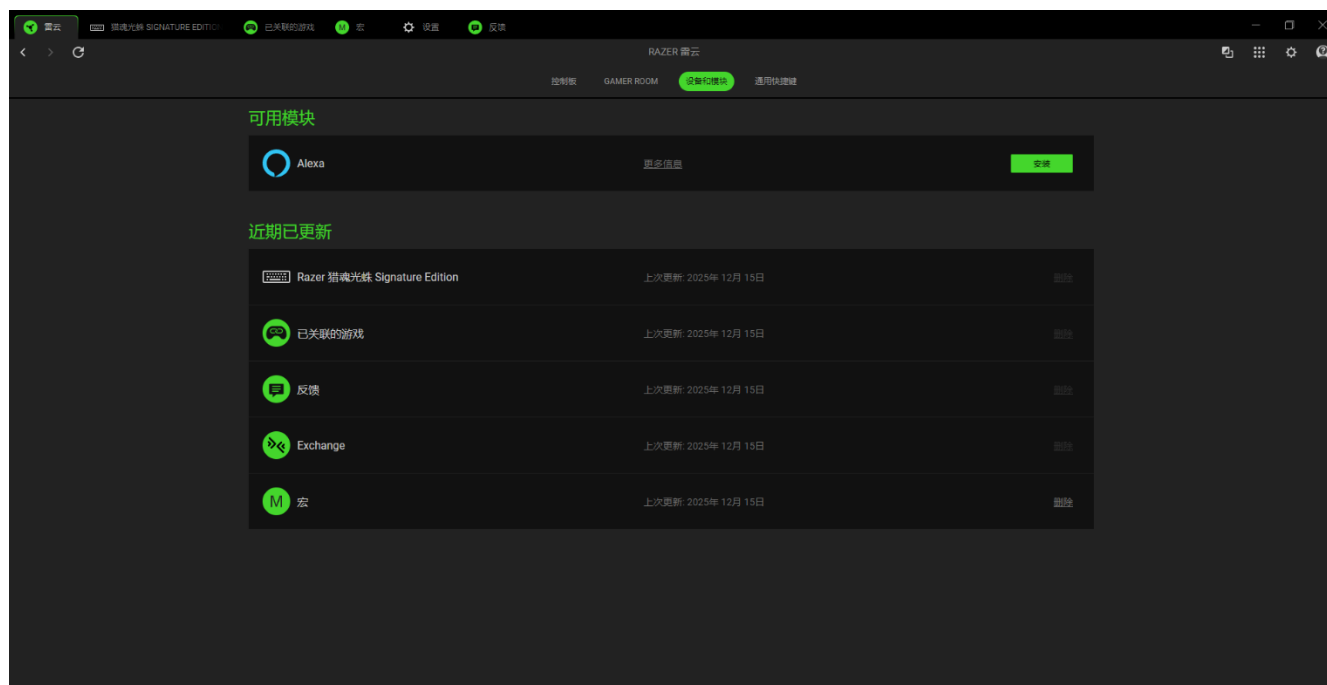 雷云 猎魂光蛛 SIGNATURE EDITIO 已关联的游戏 M 宏 设置 反馈
RAZER 雷云
控制板 GAMER ROOM 设备和模块 通用快捷键
可用模块
Alexa 更多信息 安装
近期已更新
Razer 猎魂光蛛 Signature Edition 上次更新: 2025年 12月 15日 删除
已关联的游戏 上次更新: 2025年 12月 15日 删除
反馈 上次更新: 2025年 12月 15日 删除
Exchange 上次更新: 2025年 12月 15日 删除
M 宏 上次更新: 2025年 12月 15日 删除